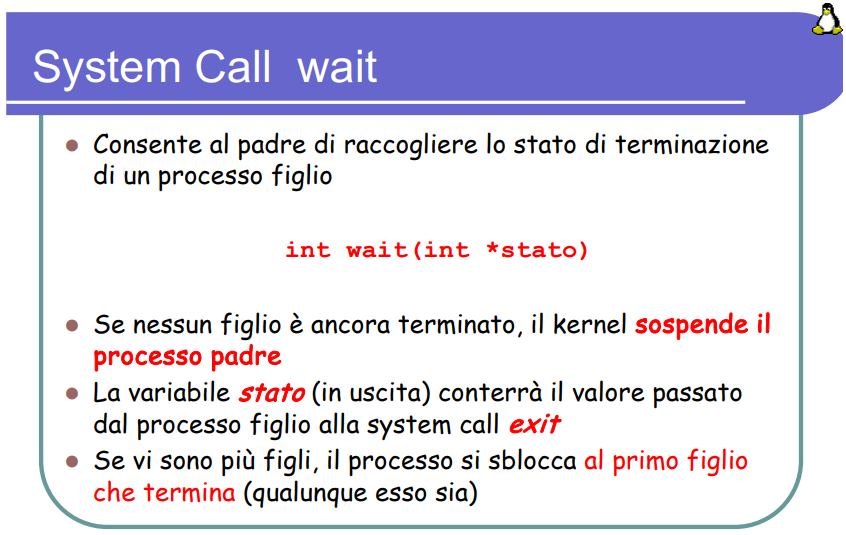 System Call  wait
Consente al padre di raccogliere lo stato di terminazione
di un processo figlio
int wait(int *stato)
Se nessun figlio è ancora terminato, il kernel sospende il
processo padre
La variabile stato (in uscita) conterrà il valore passato
dal processo figlio alla system call exit
Se vi sono più figli, il processo si sblocca al primo figlio
che termina (qualunque esso sia)